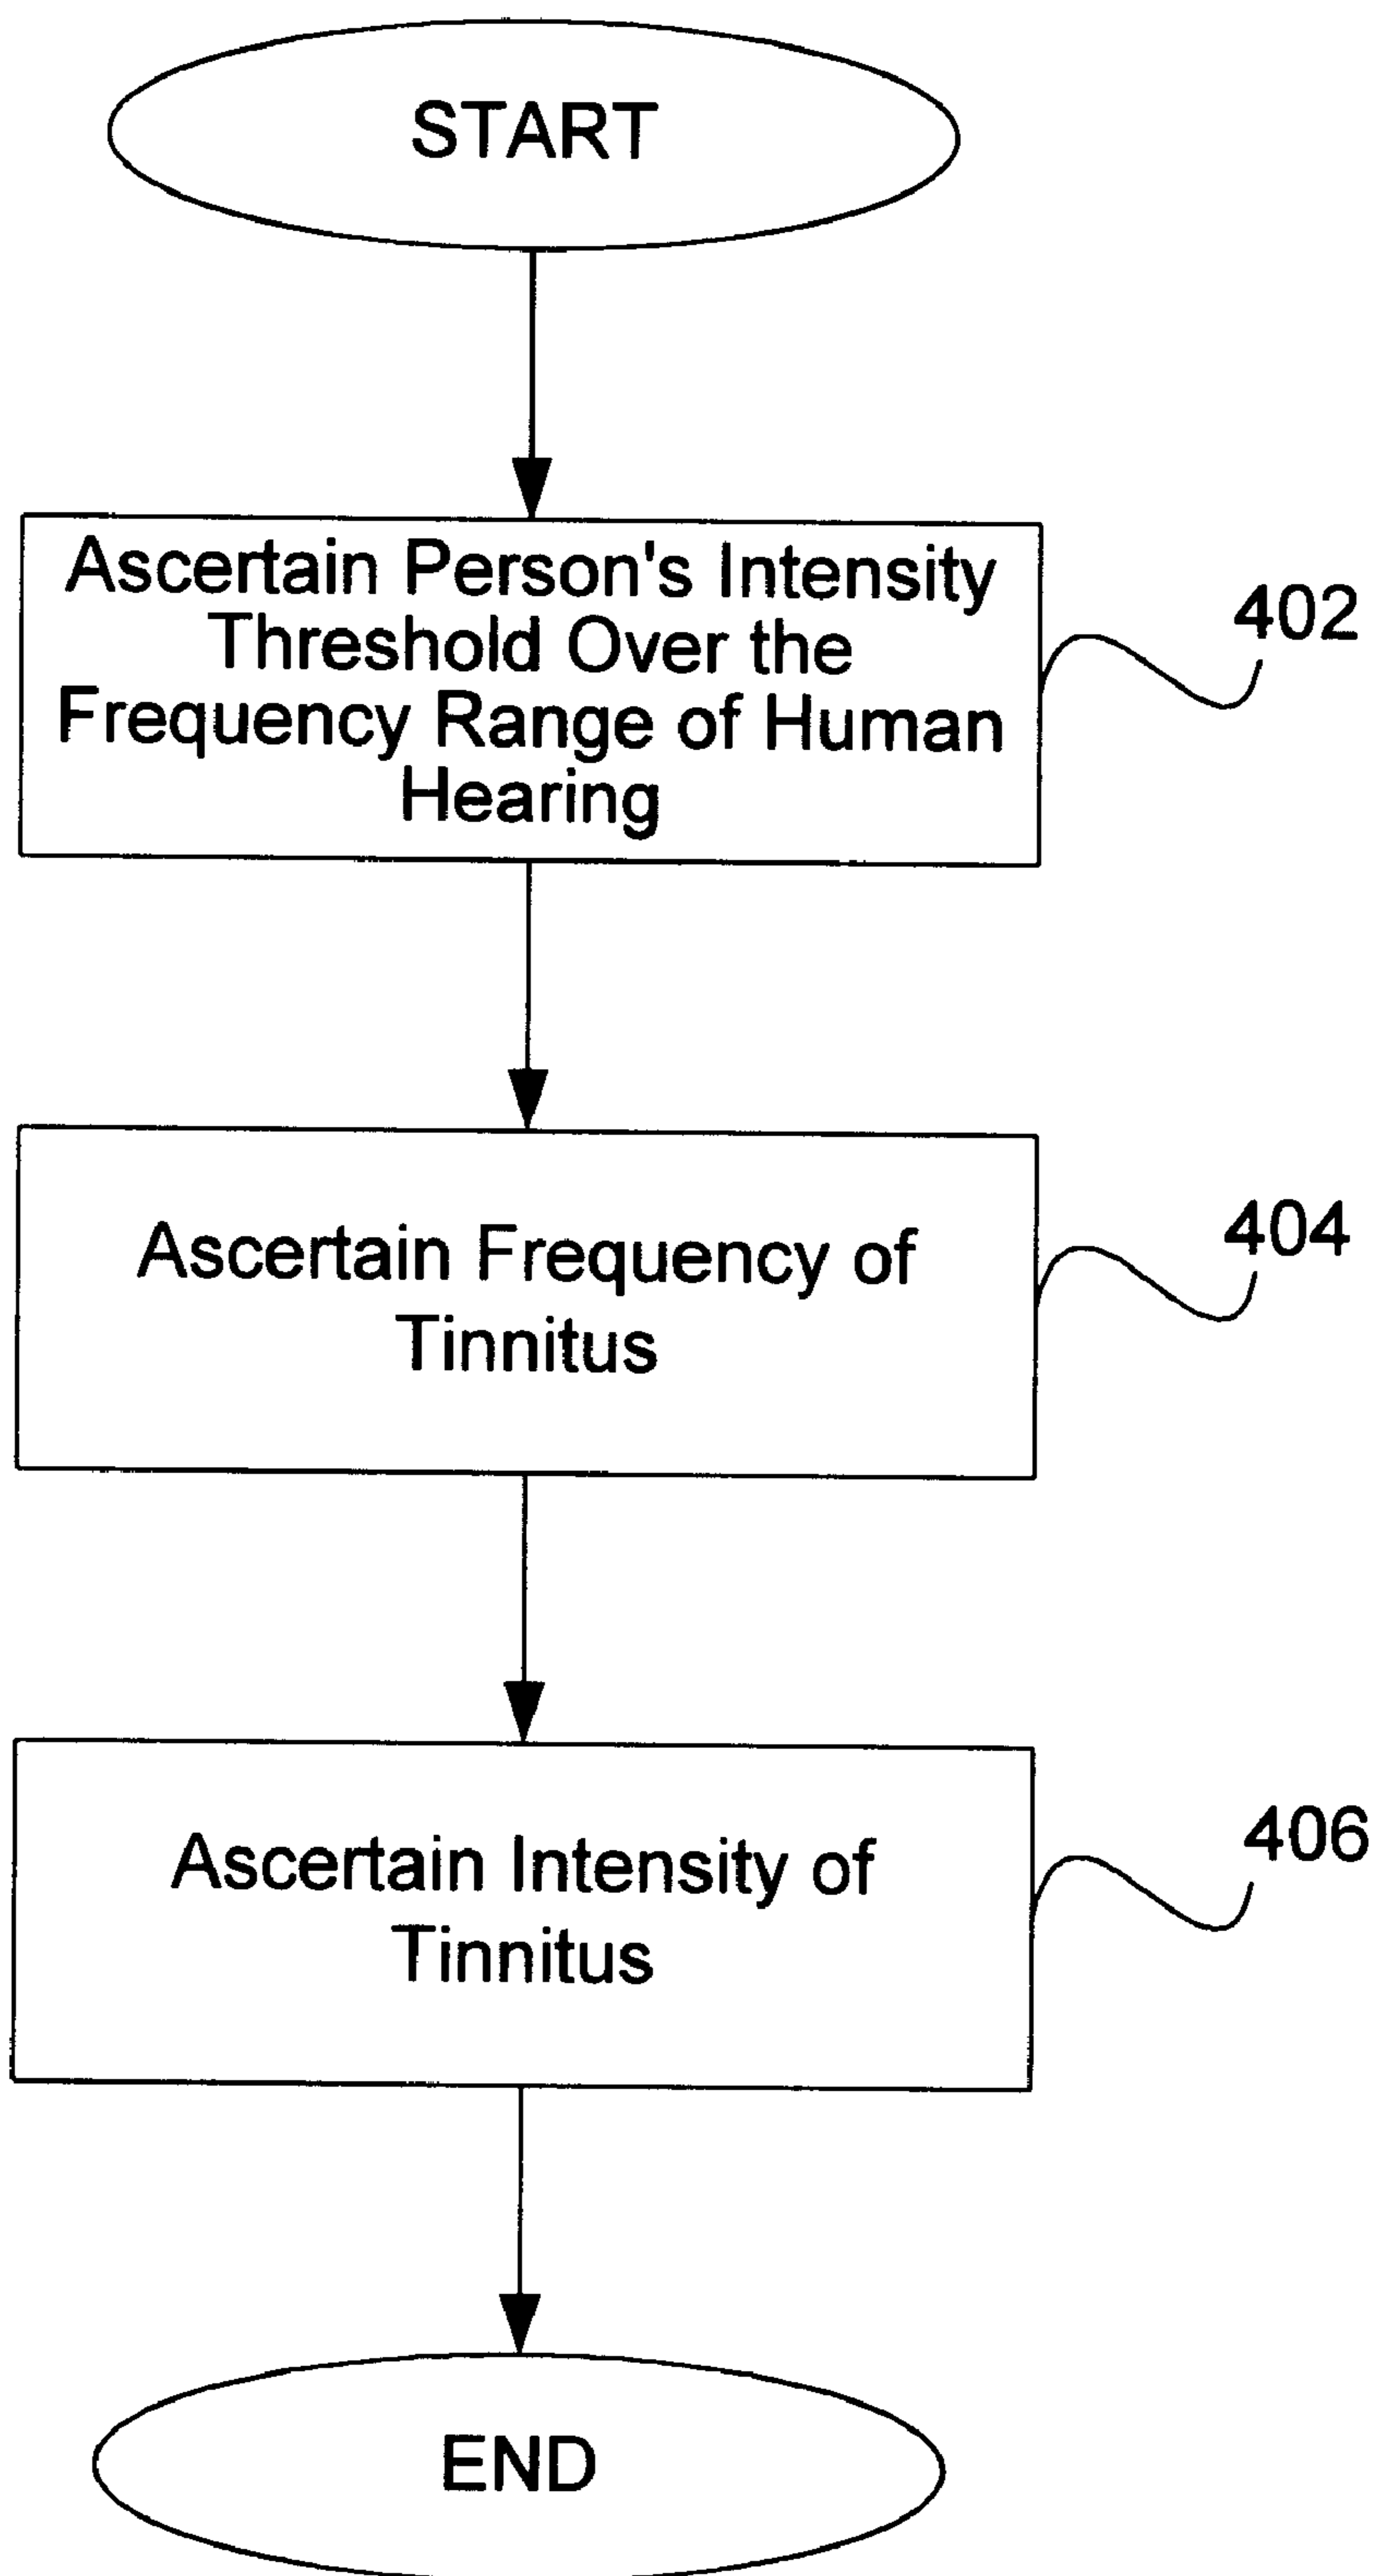 START
Ascertain Person's Intensity
Threshold Over the
Frequency Range of Human
Hearing
402
Ascertain Frequency of
Tinnitus
404
Ascertain Intensity of
Tinnitus
406
END